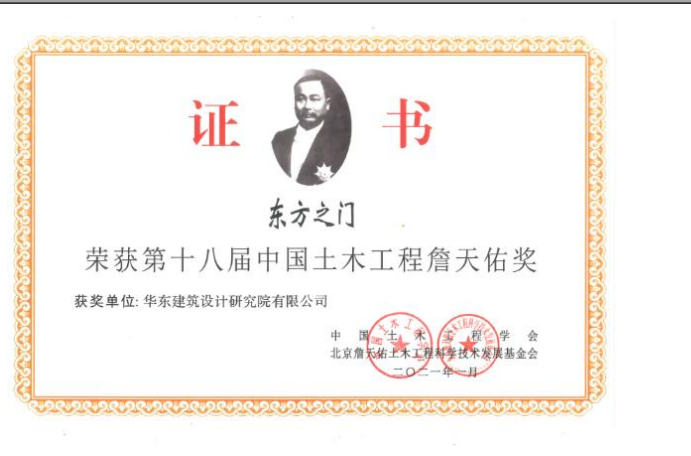 证 书
东方之门
荣获第十八届中国土木工程詹天佑奖
获奖单位: 华东建筑设计研究院有限公司
中国土木工程学会
北京詹天佑土木工程科学技术发展基金会
二〇二一年一月